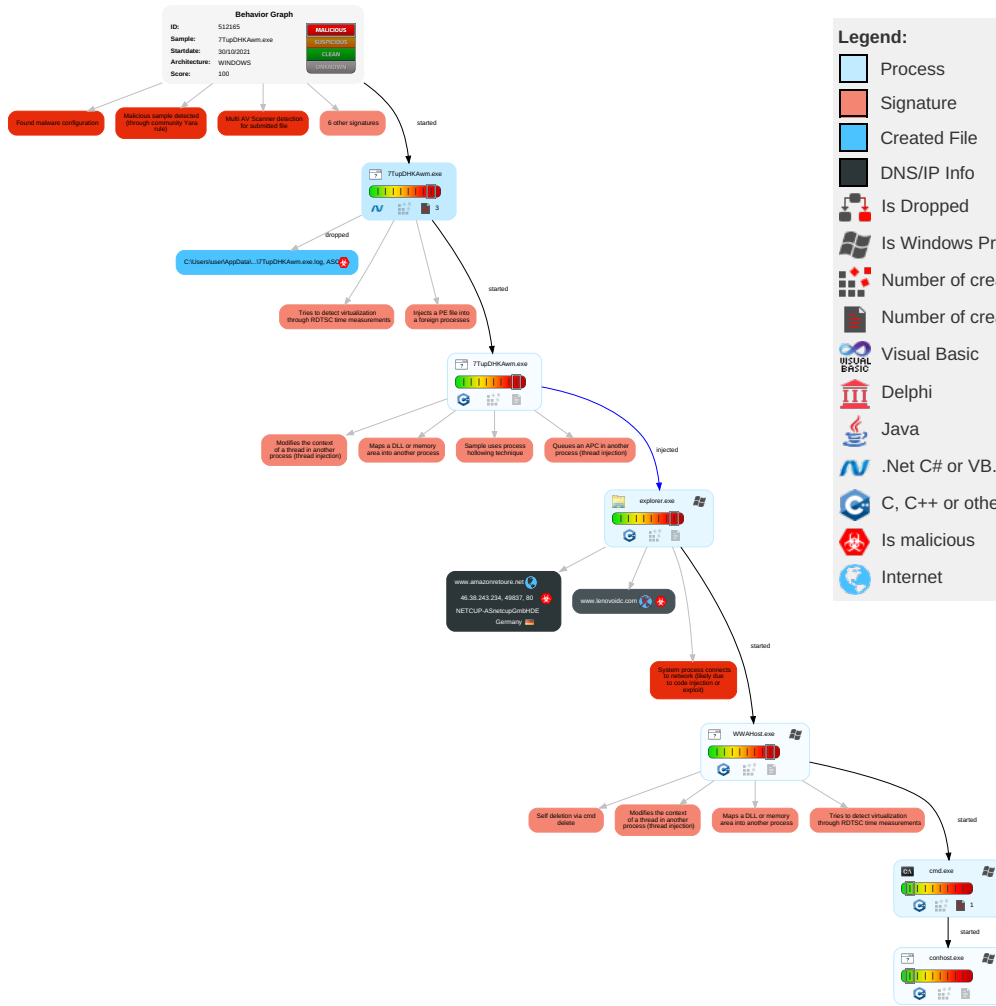 Behavior Graph
ID: 512165
Sample: 7TupDHKAwm.exe
Startdate: 30/10/2021
Architecture: WINDOWS
Score: 100
MALICIOUS
SUSPICIOUS
CLEAN
UNKNOWN
Found malware configuration
Malicious sample detected
(through community Yara
rule)
Multi AV Scanner detection
for submitted file
6 other signatures
started
7TupDHKAwm.exe
3
dropped
C:\Users\user\AppData\...\7TupDHKAwm.exe.log,
started
Tries to detect virtualization
through RDTSC time measurements
Injects a PE file into
a foreign processes
7TupDHKAwm.exe
Modifies the context
of a thread in another
process (thread injection)
Maps a DLL or memory
area into another process
Sample uses process
hollowing technique
Queues an APC in another
process (thread injection)
injected
explorer.exe
www.amazonretoure.net
46.38.243.234, 49837, 80
NETCUP-ASnetcupGmbHDE
Germany
www.lenovoidc.com
System process connects
to network (likely due
to code injection or
exploit)
started
WWAHost.exe
Self deletion via cmd
delete
Modifies the context
of a thread in another
process (thread injection)
Maps a DLL or memory
area into another process
Tries to detect virtualization
through RDTSC time measurements
started
C:\
cmd.exe
1
started
conhost.exe
Legend:
Process
Signature
Created File
DNS/IP Info
Is Dropped
Is Windows Pr
Number of crea
Number of crea
VISUAL
BASIC
Visual Basic
Delphi
Java
.Net C# or VB.
C, C++ or othe
Is malicious
Internet